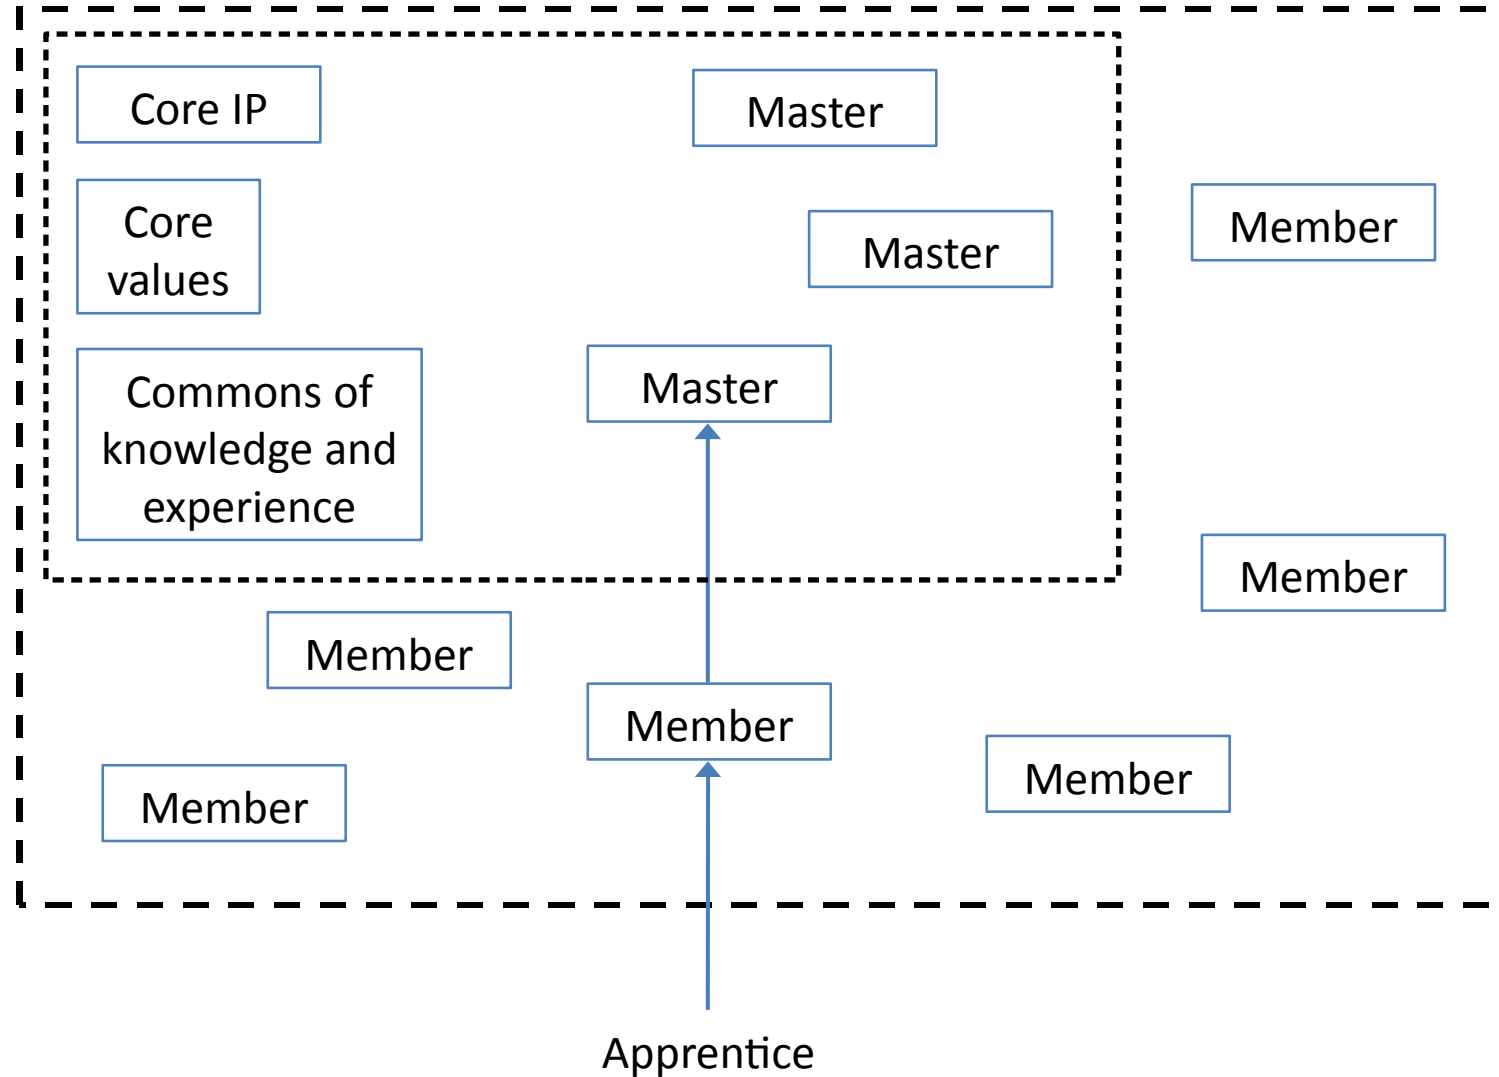 Core IP
Master
Core
values
Master
Member
Commons of
knowledge and
experience
Master
Member
Member
Member
Member
Member
Apprentice